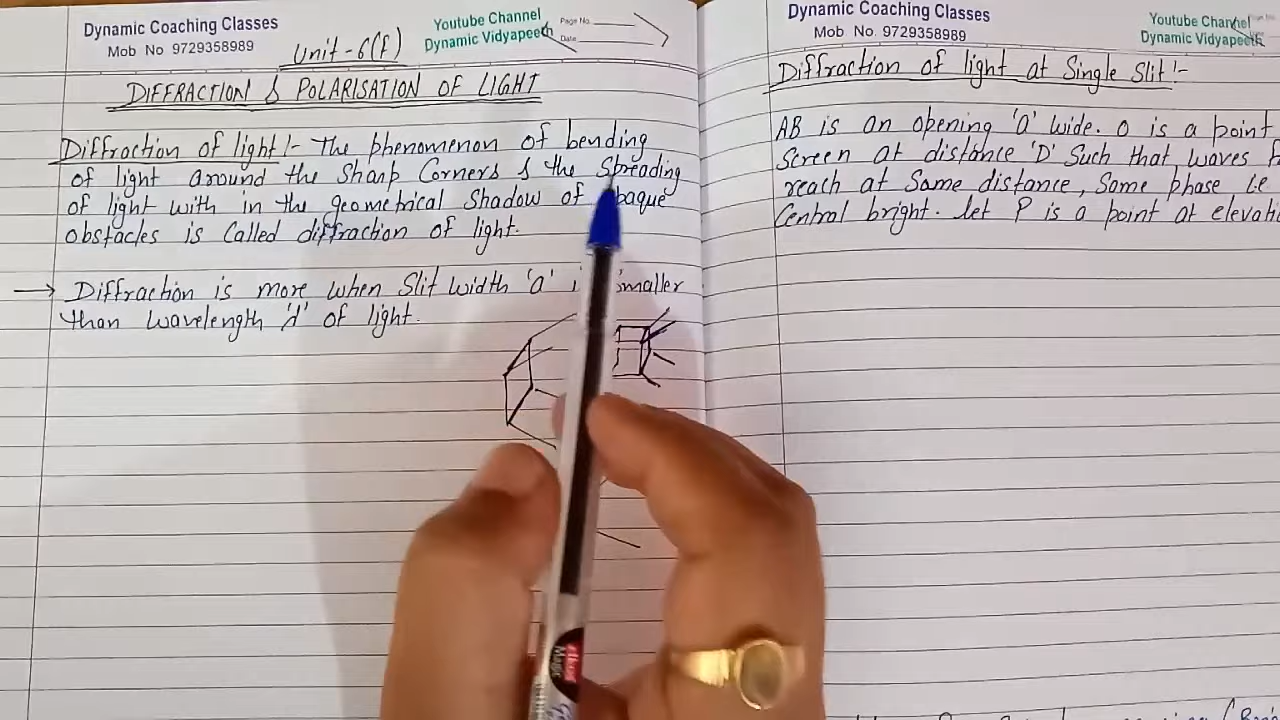 Dynamic Coaching Classes
Mob No 9729358989
Youtube Channel
Dynamic Vidyapeeth
Page No.
Date
Unit-6(f)
DIFFRACTION & POLARISATION OF LIGHT
Diffraction of light :- The phenomenon of bending
of light around the Sharp Corners & the Spreading
of light with in the geometrical Shadow of opaque
obstacles is Called diffraction of light.
→ Diffraction is more when Slit width 'a' i smaller
than wavelength 'λ' of light.
Dynamic Coaching Classes
Mob No 9729358989
Youtube Channel
Dynamic Vidyapeeth
Diffraction of light at Single Slit :-
AB is an opening 'a' wide. O is a point
Screen at distance 'D' Such that, waves
reach at Same distance, Same phase i.e
Central bright. Let P is a point at elevati